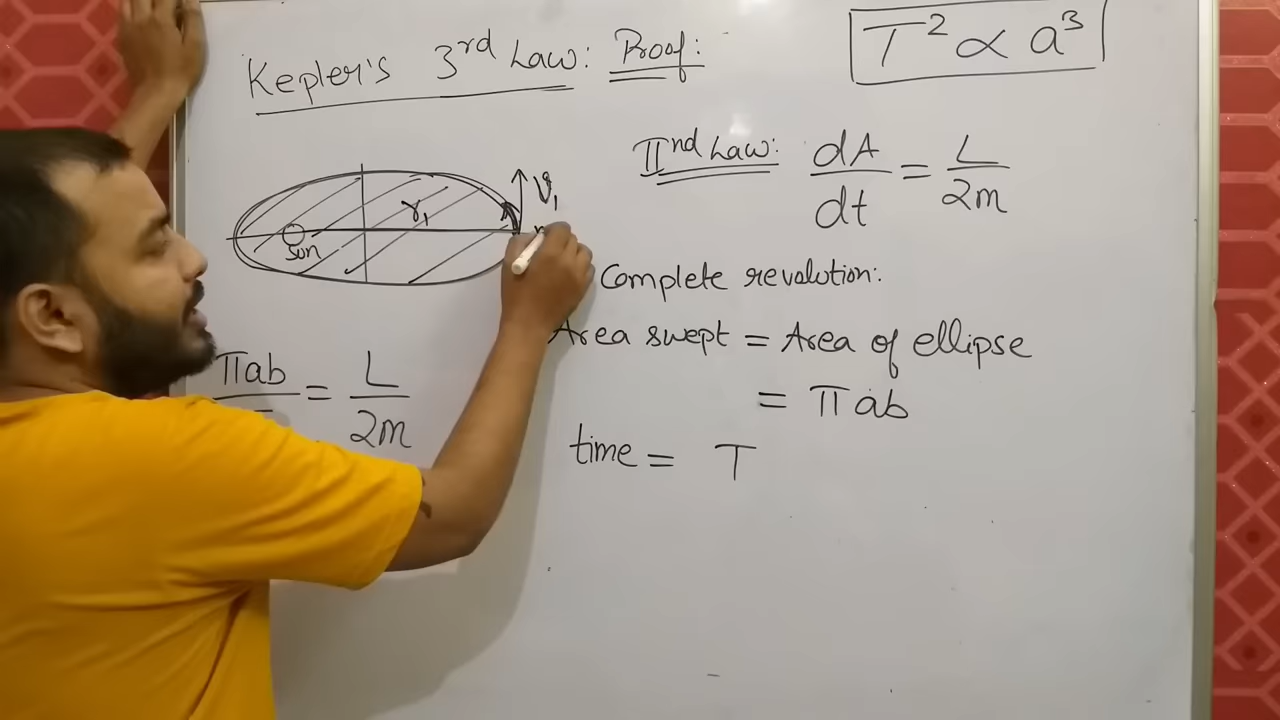 Kepler's 3rd Law: Proof:
T² ∝ a³
IInd Law: dA/dt = L/2m
v₁
r₁
Sun
Complete revolution:
Area swept = Area of ellipse
= πab
πab = L/2m
time = T